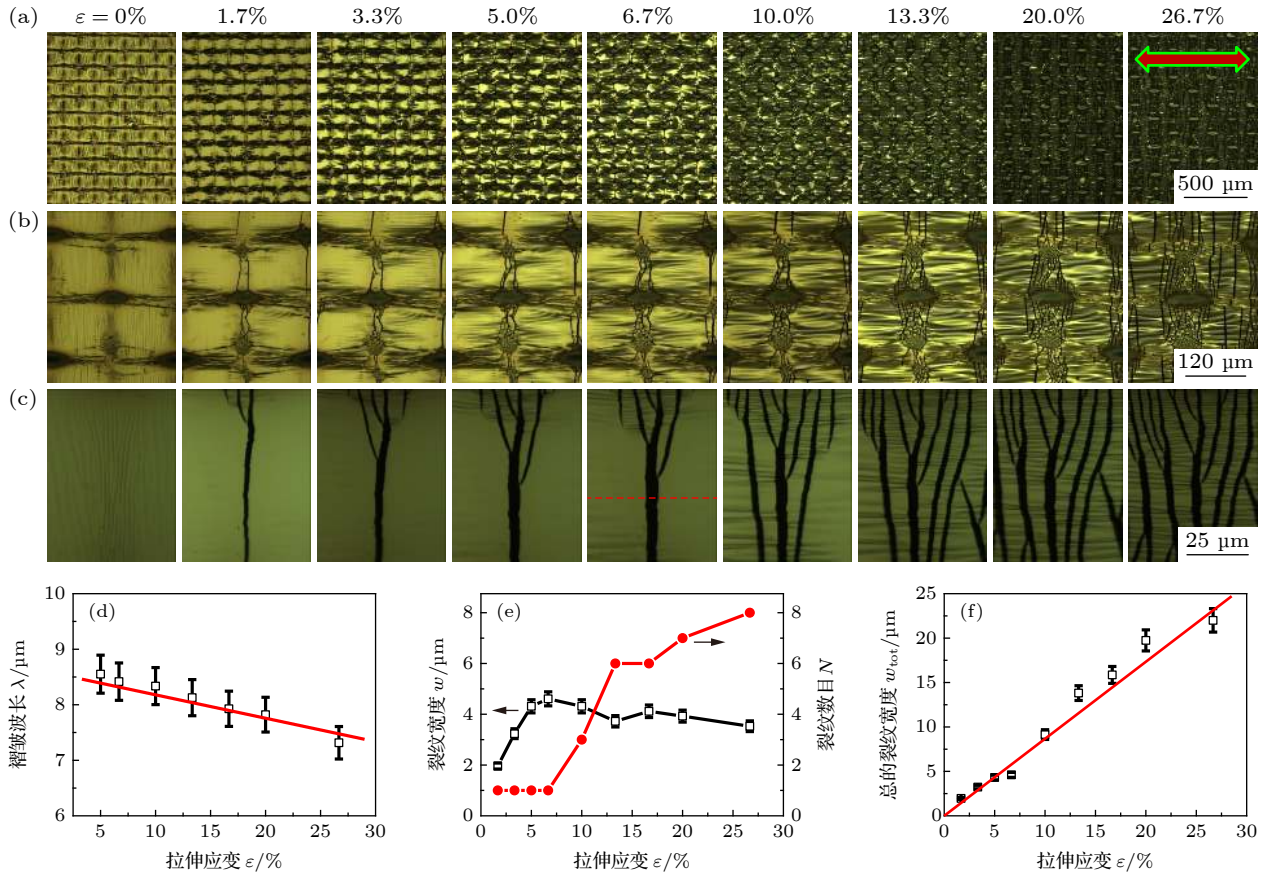 (a) ε = 0% 1.7% 3.3% 5.0% 6.7% 10.0% 13.3% 20.0% 26.7%
500 µm
(b)
120 µm
(c)
25 µm
(d)
褶皱波长 λ/µm
10
9
8
7
6
5 10 15 20 25 30
拉伸应变 ε/%
(e)
裂纹宽度 w/µm
8
6
4
2
0
0 5 10 15 20 25 30
拉伸应变 ε/%
8
6
4
2
0
裂纹数目 N
(f)
总的裂纹宽度 wtot/µm
25
20
15
10
5
0
0 5 10 15 20 25 30
拉伸应变 ε/%